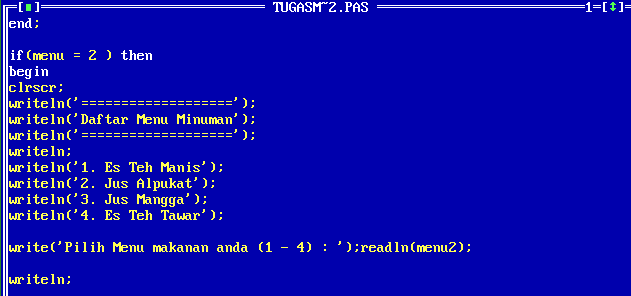 TUGASM~2.PAS 1
end;
if(menu = 2 ) then
begin
clrscr;
writeln('===================');
writeln('Daftar Menu Minuman');
writeln('===================');
writeln;
writeln('1. Es Teh Manis');
writeln('2. Jus Alpukat');
writeln('3. Jus Mangga');
writeln('4. Es Teh Tawar');
write('Pilih Menu makanan anda (1 - 4) : ');readln(menu2);
writeln;